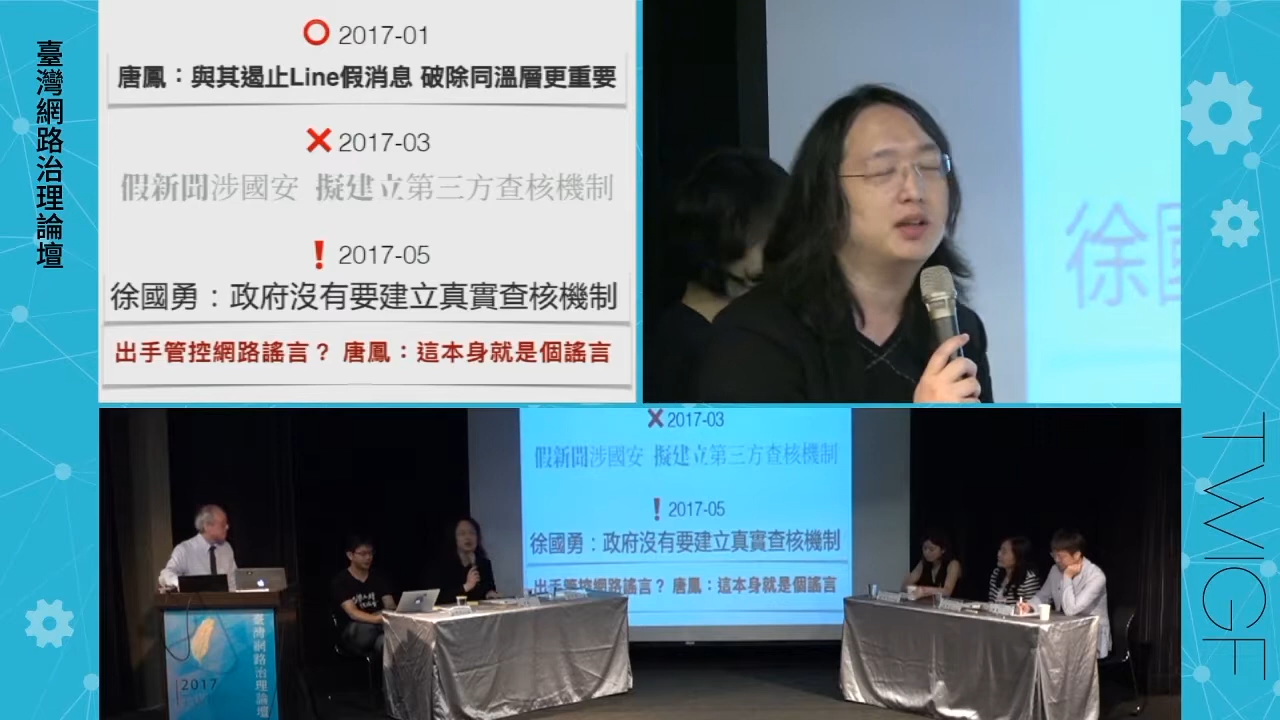 臺灣網路治理論壇
2017-01
唐鳳：與其遏止Line假消息 破除同溫層更重要
2017-03
假新聞涉國安 擬建立第三方查核機制
2017-05
徐國勇：政府沒有要建立真實查核機制
出手管控網路謠言？ 唐鳳：這本身就是個謠言
徐國
2017-03
假新聞涉國安 擬建立第三方查核機制
2017-05
徐國勇：政府沒有要建立真實查核機制
出手管控網路謠言？ 唐鳳：這本身就是個謠言
2017
臺灣網路治理論壇
TWIGF